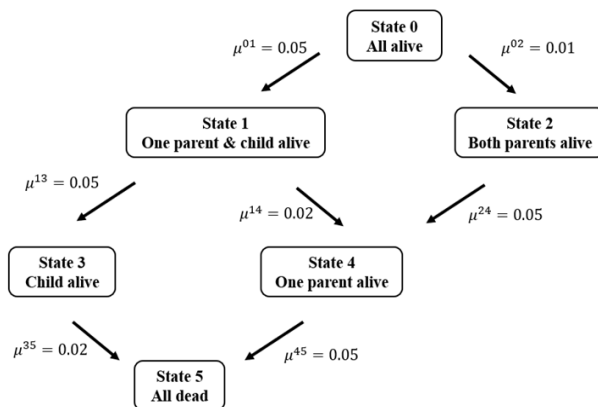 State 0
All alive
μ⁰¹ = 0.05
μ⁰² = 0.01
State 1
One parent & child alive
State 2
Both parents alive
μ¹³ = 0.05
μ¹⁴ = 0.02
μ²⁴ = 0.05
State 3
Child alive
State 4
One parent alive
μ³⁵ = 0.02
μ⁴⁵ = 0.05
State 5
All dead